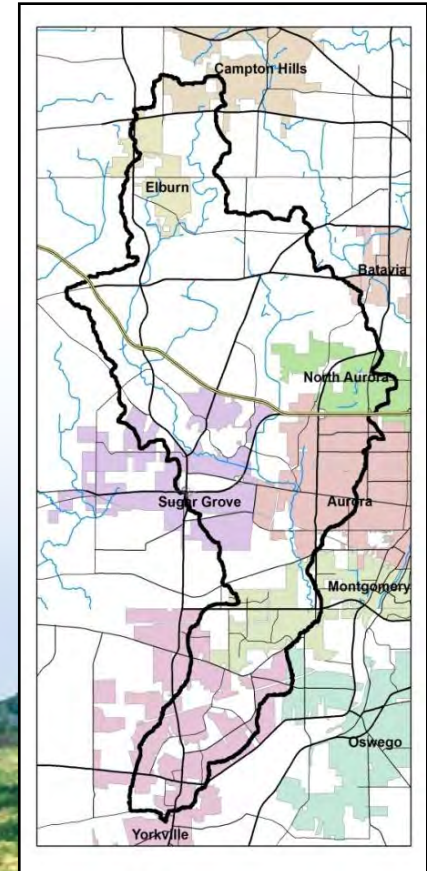 Campton Hills
Elburn
Batavia
North Aurora
Sugar Grove
Aurora
Montgomery
Oswego
Yorkville